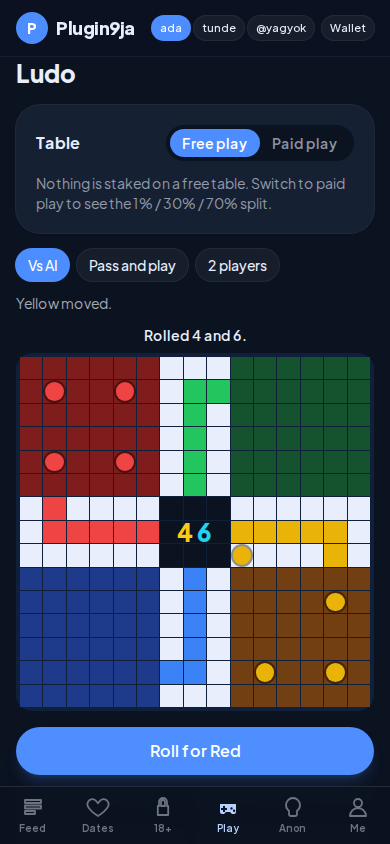 P Plugin9ja ada tunde @yagyok Wallet
Ludo
Table Free play Paid play
Nothing is staked on a free table. Switch to paid
play to see the 1% / 30% / 70% split.
Vs AI Pass and play 2 players
Yellow moved.
Rolled 4 and 6.
4 6
Roll for Red
Feed Dates 18+ Play Anon Me